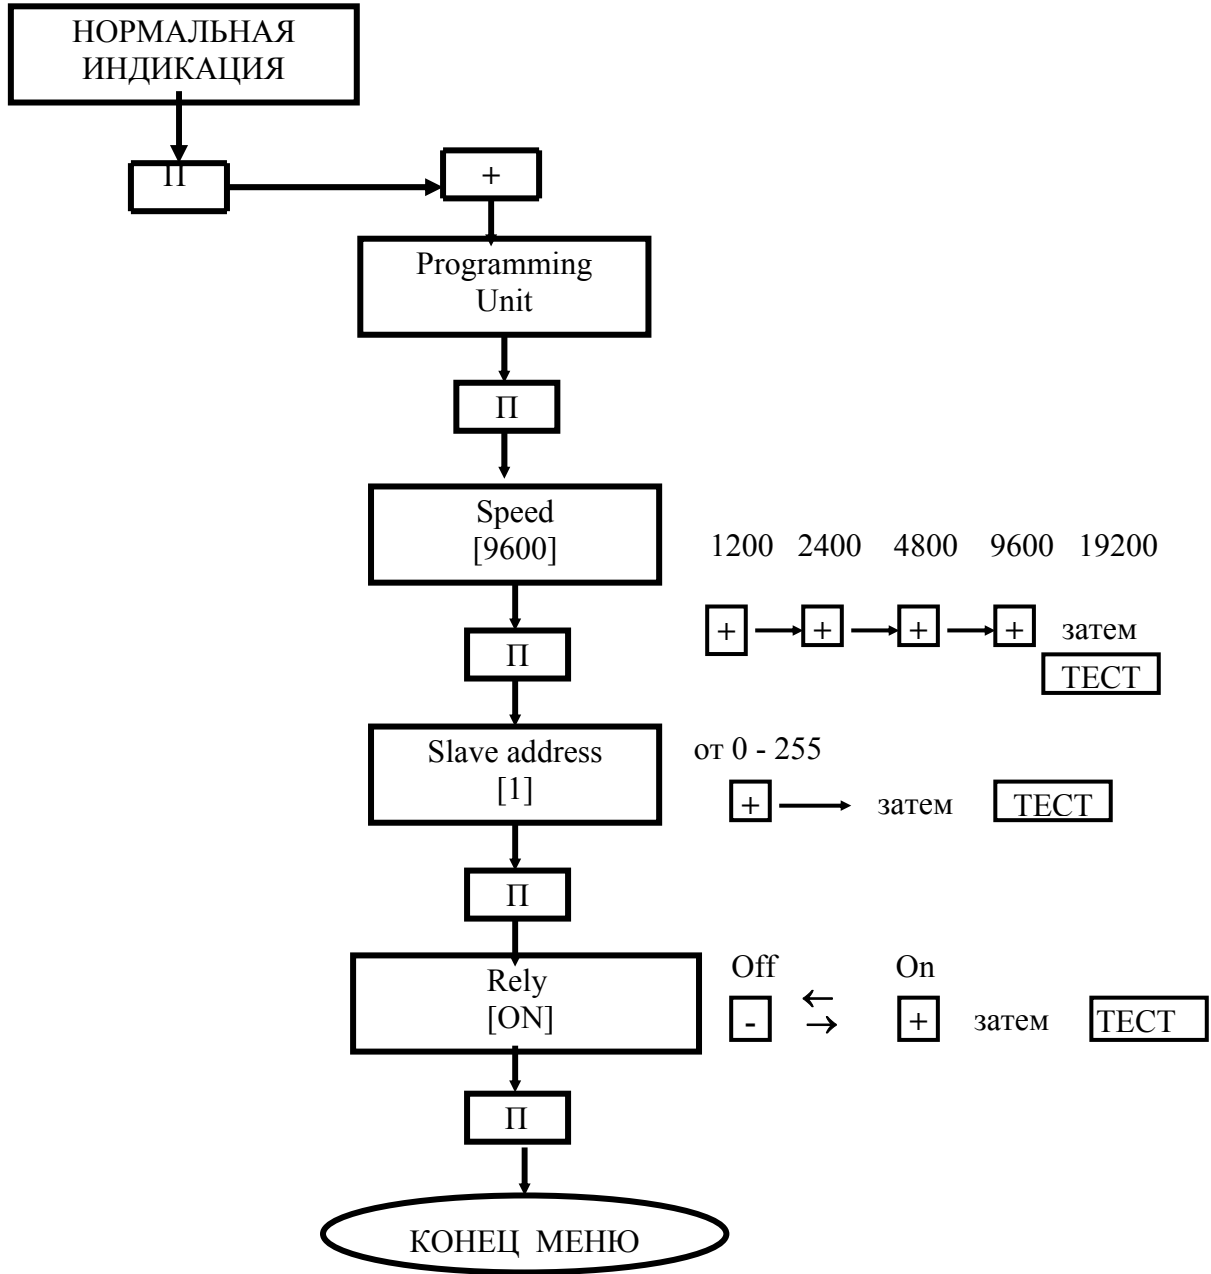 НОРМАЛЬНАЯ
ИНДИКАЦИЯ
П
+
Programming
Unit
П
Speed
[9600]
1200 2400 4800 9600 19200
+ + + + затем
ТЕСТ
П
Slave address
[1]
от 0 - 255
+ затем ТЕСТ
П
Rely
[ON]
Off On
- + затем ТЕСТ
П
КОНЕЦ МЕНЮ